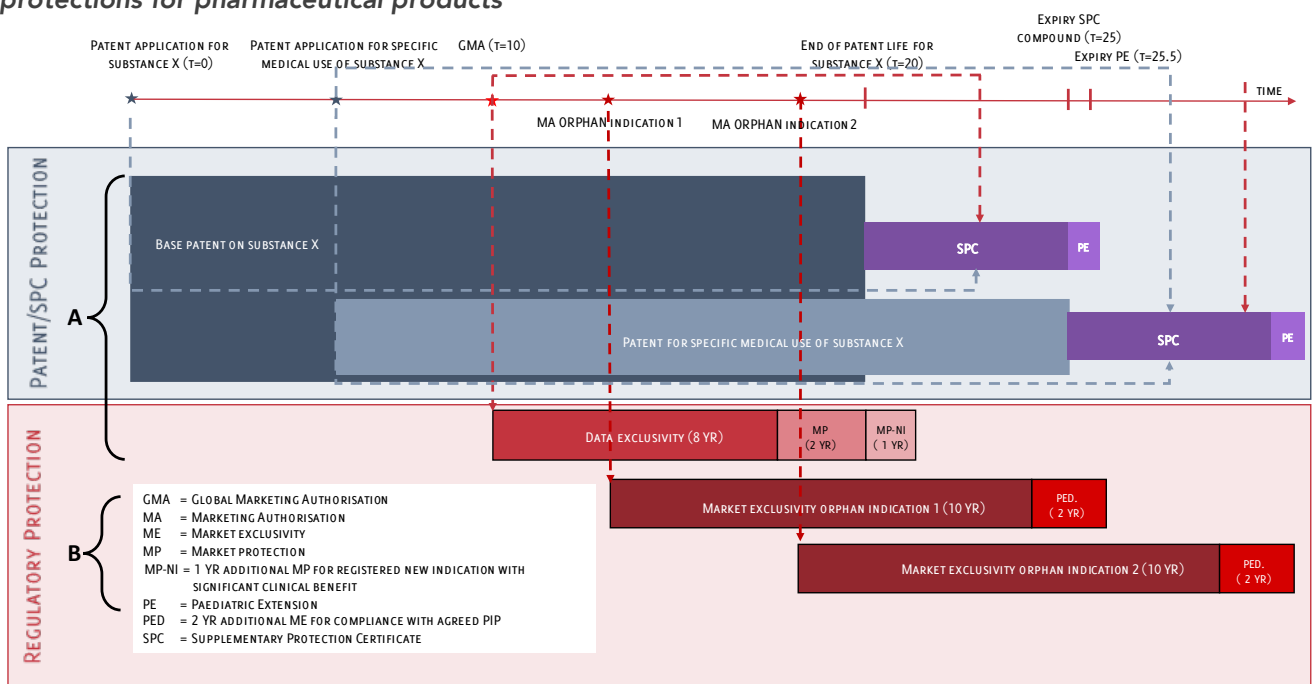 protections for pharmaceutical products
EXPIRY SPC
COMPOUND (T=25)
PATENT APPLICATION FOR
SUBSTANCE X (T=0)
PATENT APPLICATION FOR SPECIFIC
MEDICAL USE OF SUBSTANCE X
GMA (T=10)
END OF PATENT LIFE FOR
SUBSTANCE X (T=20)
EXPIRY PE (T=25.5)
TIME
MA ORPHAN INDICATION 1
MA ORPHAN INDICATION 2
PATENT/SPC PROTECTION
A
BASE PATENT ON SUBSTANCE X
SPC
PE
PATENT FOR SPECIFIC MEDICAL USE OF SUBSTANCE X
SPC
PE
REGULATORY PROTECTION
DATA EXCLUSIVITY (8 YR)
MP
(2 YR)
MP-NI
( 1 YR)
MARKET EXCLUSIVITY ORPHAN INDICATION 1 (10 YR)
PED.
( 2 YR)
MARKET EXCLUSIVITY ORPHAN INDICATION 2 (10 YR)
PED.
( 2 YR)
B
GMA = GLOBAL MARKETING AUTHORISATION
MA = MARKETING AUTHORISATION
ME = MARKET EXCLUSIVITY
MP = MARKET PROTECTION
MP-NI = 1 YR ADDITIONAL MP FOR REGISTERED NEW INDICATION WITH
SIGNIFICANT CLINICAL BENEFIT
PE = PAEDIATRIC EXTENSION
PED = 2 YR ADDITIONAL ME FOR COMPLIANCE WITH AGREED PIP
SPC = SUPPLEMENTARY PROTECTION CERTIFICATE